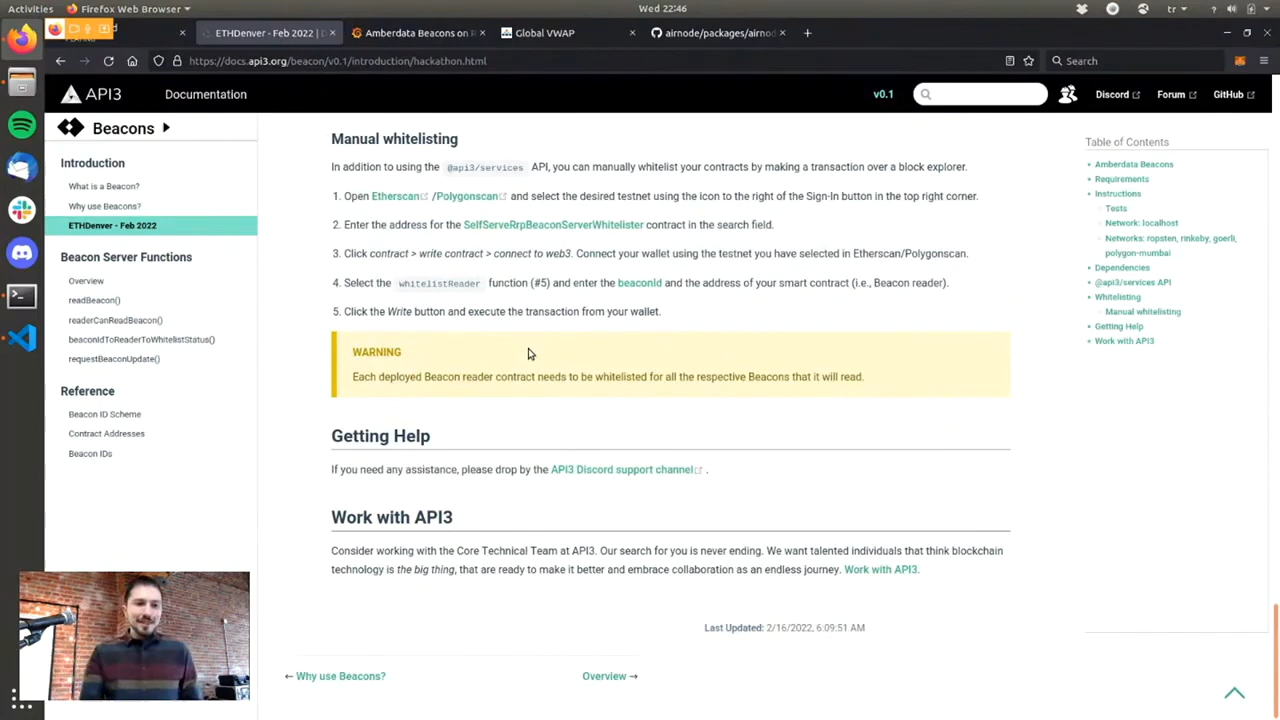 Activities
Firefox Web Browser
Wed 22:46
tr
ETHDenver - Feb 2022 | D
Amberdata Beacons on R
Global VWAP
airnode/packages/airnod
https://docs.api3.org/beacon/v0.1/introduction/hackathon.html
Search
API3
Documentation
v0.1
Discord
Forum
GitHub
Beacons
Introduction
What is a Beacon?
Why use Beacons?
ETHDenver - Feb 2022
Beacon Server Functions
Overview
readBeacon()
readerCanReadBeacon()
beaconIdToReaderToWhitelistStatus()
requestBeaconUpdate()
Reference
Beacon ID Scheme
Contract Addresses
Beacon IDs
Manual whitelisting
In addition to using the @api3/services API, you can manually whitelist your contracts by making a transaction over a block explorer.
1. Open Etherscan /Polygonscan and select the desired testnet using the icon to the right of the Sign-In button in the top right corner.
2. Enter the address for the SelfServeRrpBeaconServerWhitelister contract in the search field.
3. Click contract > write contract > connect to web3. Connect your wallet using the testnet you have selected in Etherscan/Polygonscan.
4. Select the whitelistReader function (#5) and enter the beaconId and the address of your smart contract (i.e., Beacon reader).
5. Click the Write button and execute the transaction from your wallet.
WARNING
Each deployed Beacon reader contract needs to be whitelisted for all the respective Beacons that it will read.
Getting Help
If you need any assistance, please drop by the API3 Discord support channel .
Work with API3
Consider working with the Core Technical Team at API3. Our search for you is never ending. We want talented individuals that think blockchain
technology is the big thing, that are ready to make it better and embrace collaboration as an endless journey. Work with API3.
Last Updated: 2/16/2022, 6:09:51 AM
← Why use Beacons?
Overview →
Table of Contents
Amberdata Beacons
Requirements
Instructions
Tests
Network: localhost
Networks: ropsten, rinkeby, goerli,
polygon-mumbai
Dependencies
@api3/services API
Whitelisting
Manual whitelisting
Getting Help
Work with API3